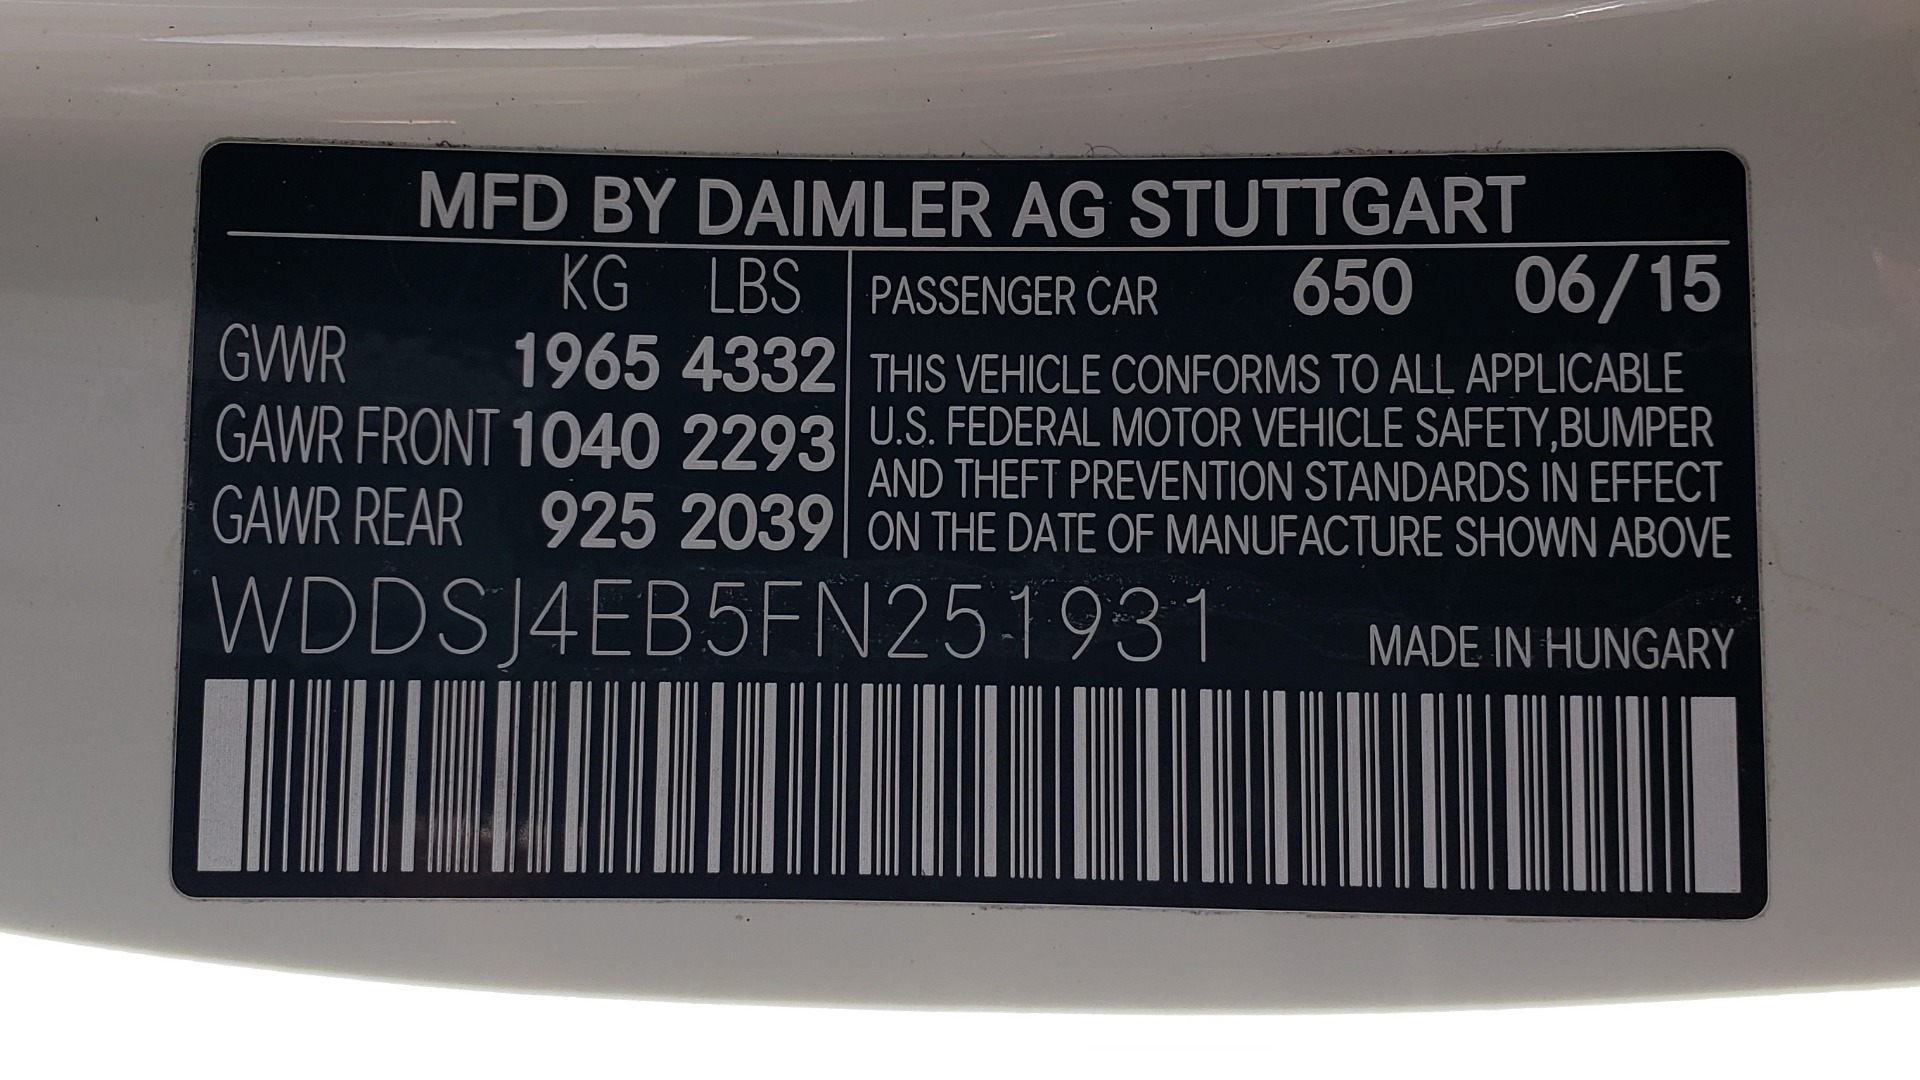 MFD BY DAIMLER AG STUTTGART
KG LBS
GVWR 1965 4332
GAWR FRONT 1040 2293
GAWR REAR 925 2039
PASSENGER CAR 650 06/15
THIS VEHICLE CONFORMS TO ALL APPLICABLE
U.S. FEDERAL MOTOR VEHICLE SAFETY,BUMPER
AND THEFT PREVENTION STANDARDS IN EFFECT
ON THE DATE OF MANUFACTURE SHOWN ABOVE
WDDSJ4EB5FN251931
MADE IN HUNGARY